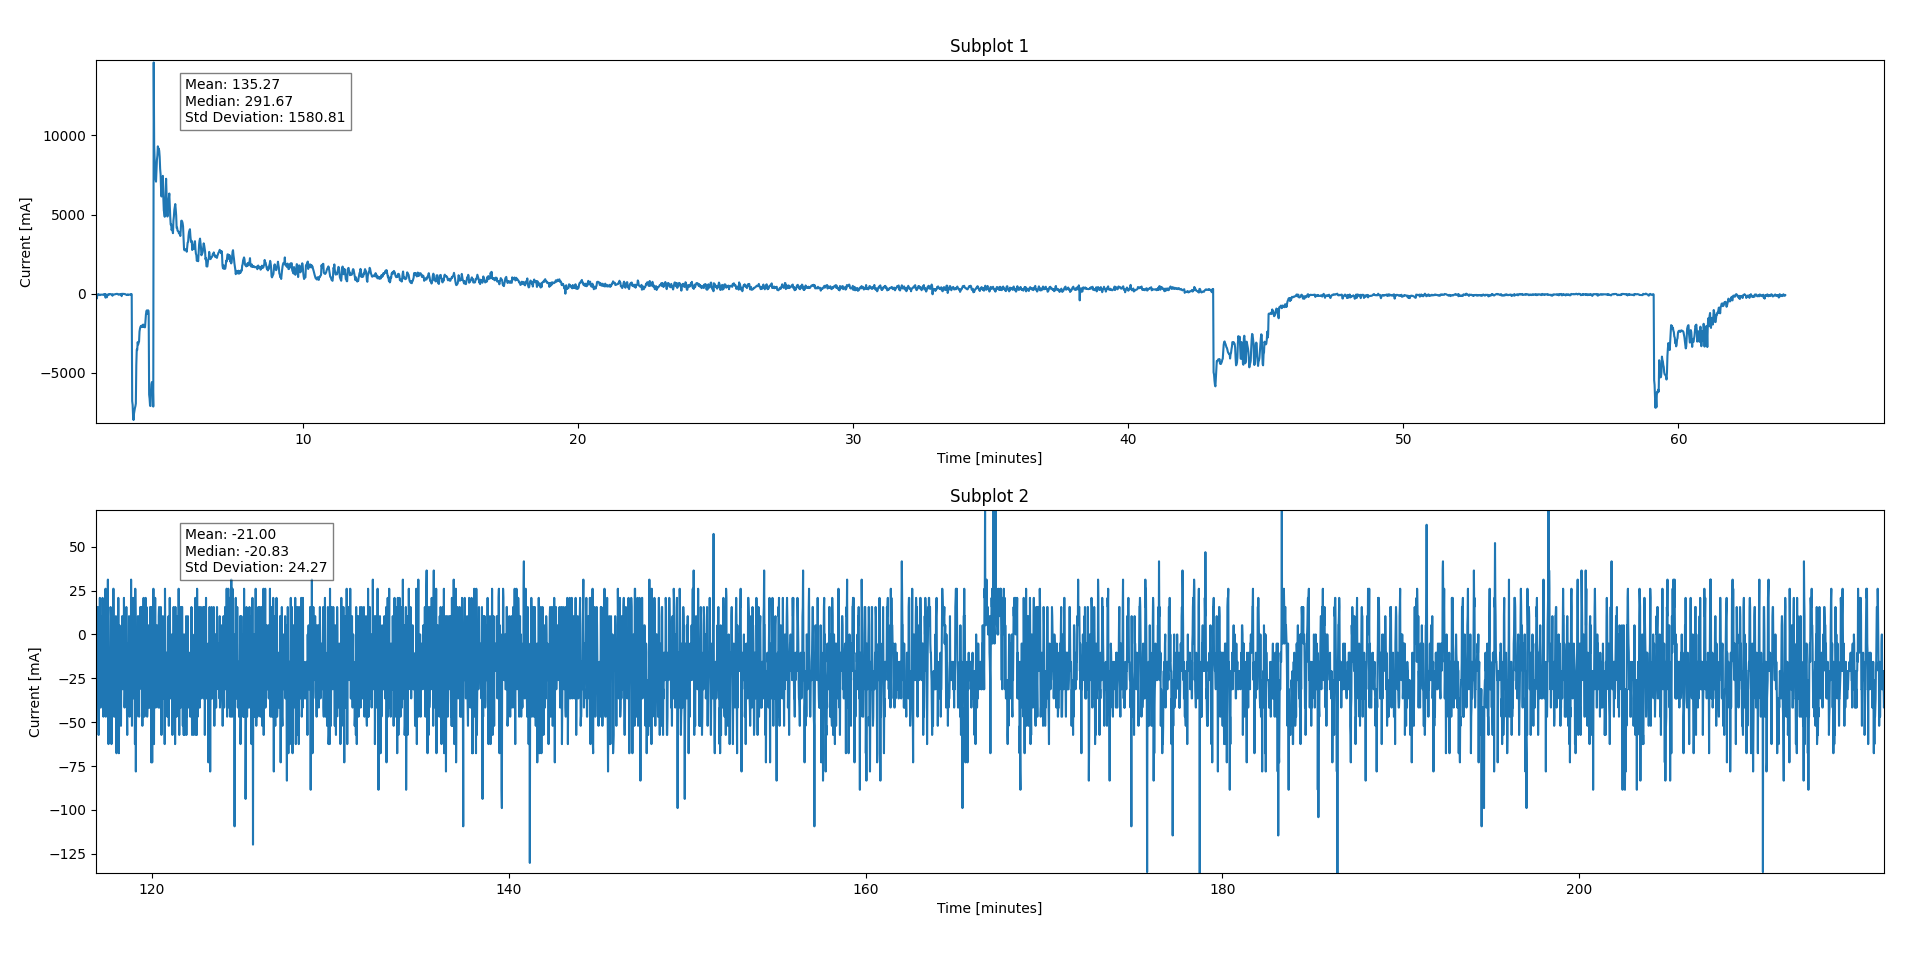 Subplot 1
Mean: 135.27
Median: 291.67
Std Deviation: 1580.81
10000
5000
0
−5000
Current [mA]
10
20
30
40
50
60
Time [minutes]
Subplot 2
Mean: -21.00
Median: -20.83
Std Deviation: 24.27
50
25
0
−25
−50
−75
−100
−125
Current [mA]
120
140
160
180
200
Time [minutes]